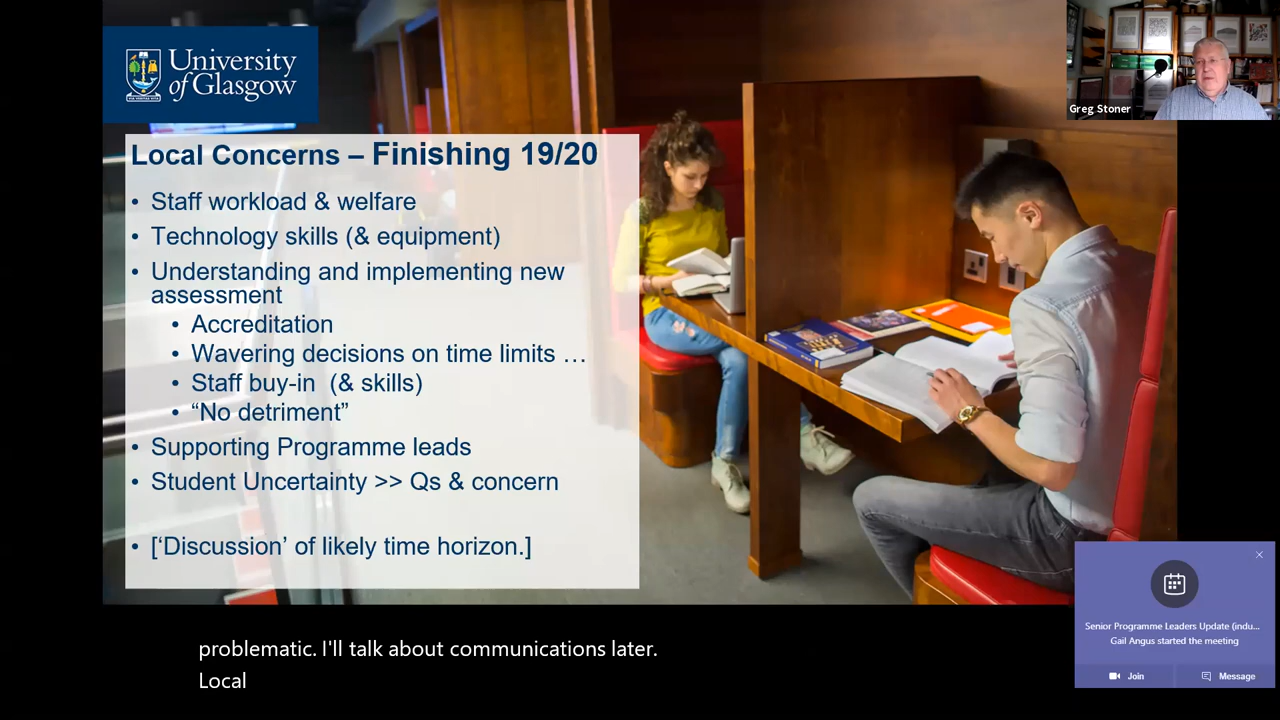 University
of Glasgow
Greg Stoner
Local Concerns – Finishing 19/20
• Staff workload & welfare
• Technology skills (& equipment)
• Understanding and implementing new
assessment
• Accreditation
• Wavering decisions on time limits …
• Staff buy-in (& skills)
• “No detriment”
• Supporting Programme leads
• Student Uncertainty >> Qs & concern
• [‘Discussion’ of likely time horizon.]
Senior Programme Leaders Update (indu...
Gail Angus started the meeting
Join
Message
problematic. I'll talk about communications later.
Local